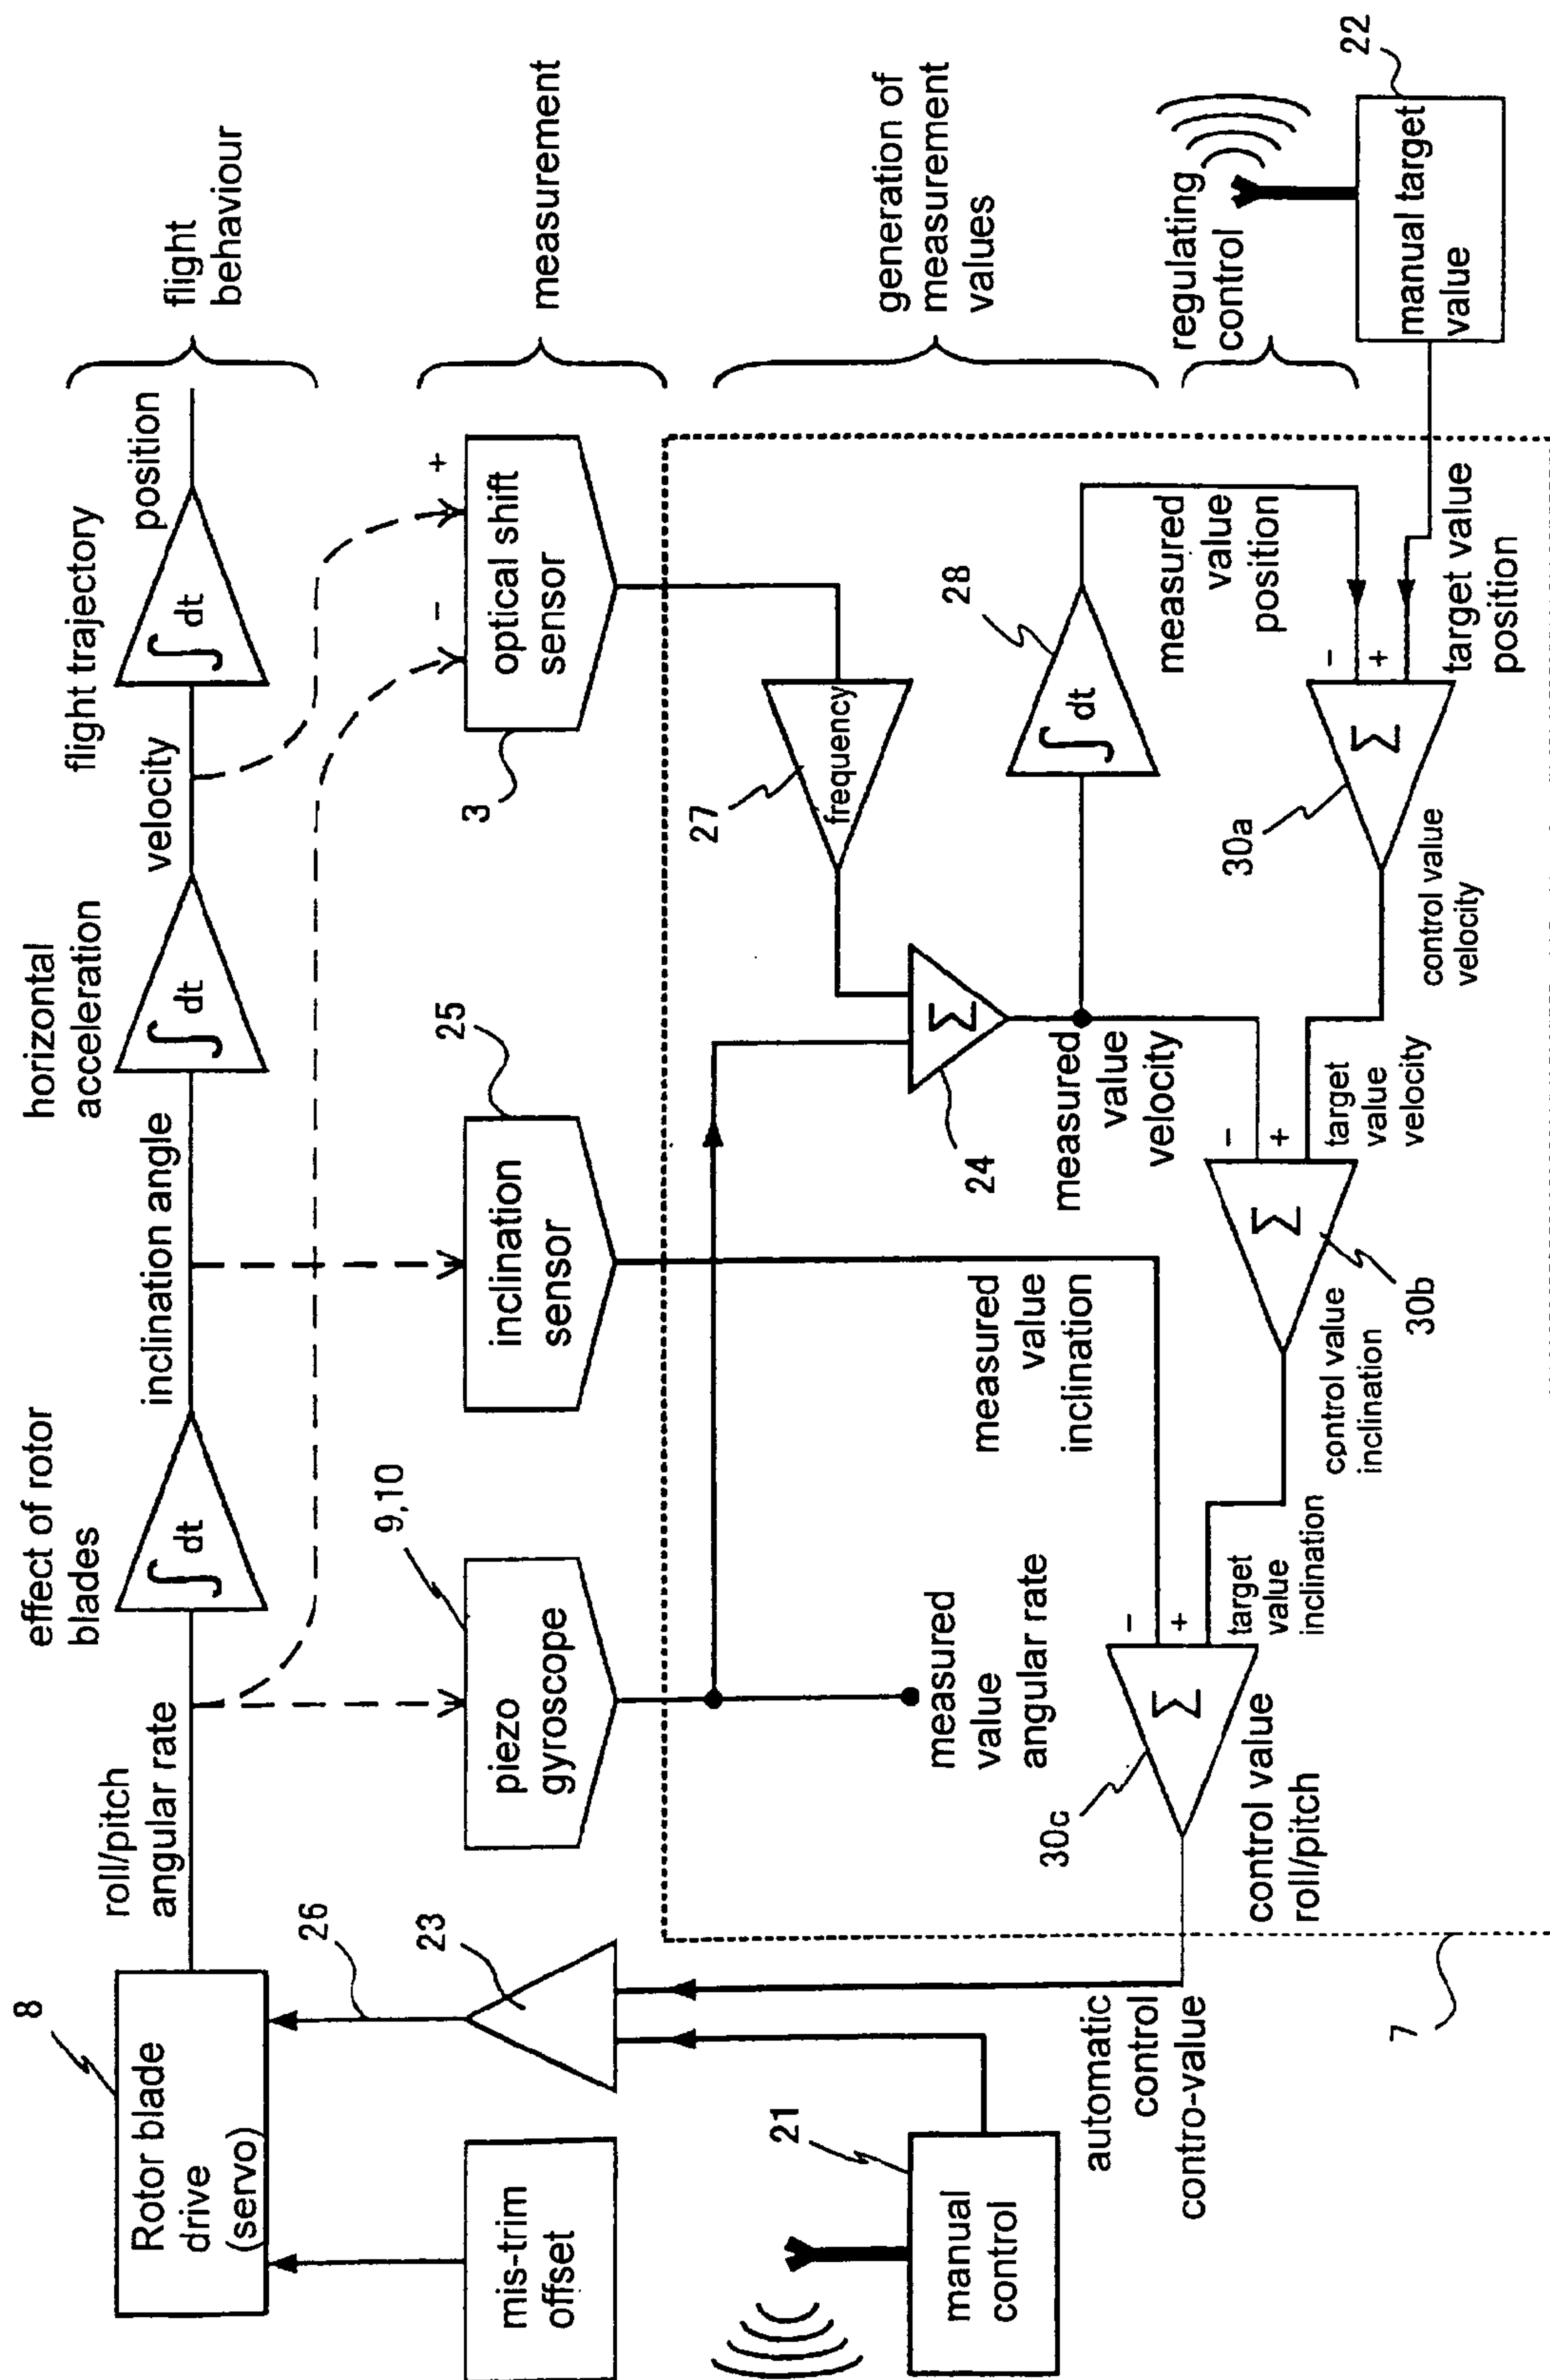 8
Rotor blade
drive
(servo)
mis-trim
offset
26
23
21
manual
control
automatic
control
contro-value
roll/pitch
angular rate
effect of rotor
blades
∫ dt
inclination angle
horizontal
acceleration
∫ dt
velocity
flight trajectory
∫ dt
position
flight
behaviour
9,10
piezo
gyroscope
25
inclination
sensor
3
-
+
optical shift
sensor
measurement
27
frequency
24
Σ
28
∫ dt
generation of
measurement
values
measured
value
angular rate
measured
value
inclination
measured
value
velocity
measured
value
position
30c
Σ
-
+
control value
roll/pitch
target
value
inclination
control value
inclination
30b
Σ
-
+
target
value
velocity
control value
velocity
30a
Σ
-
+
target value
position
regulating
control
22
manual target
value
7